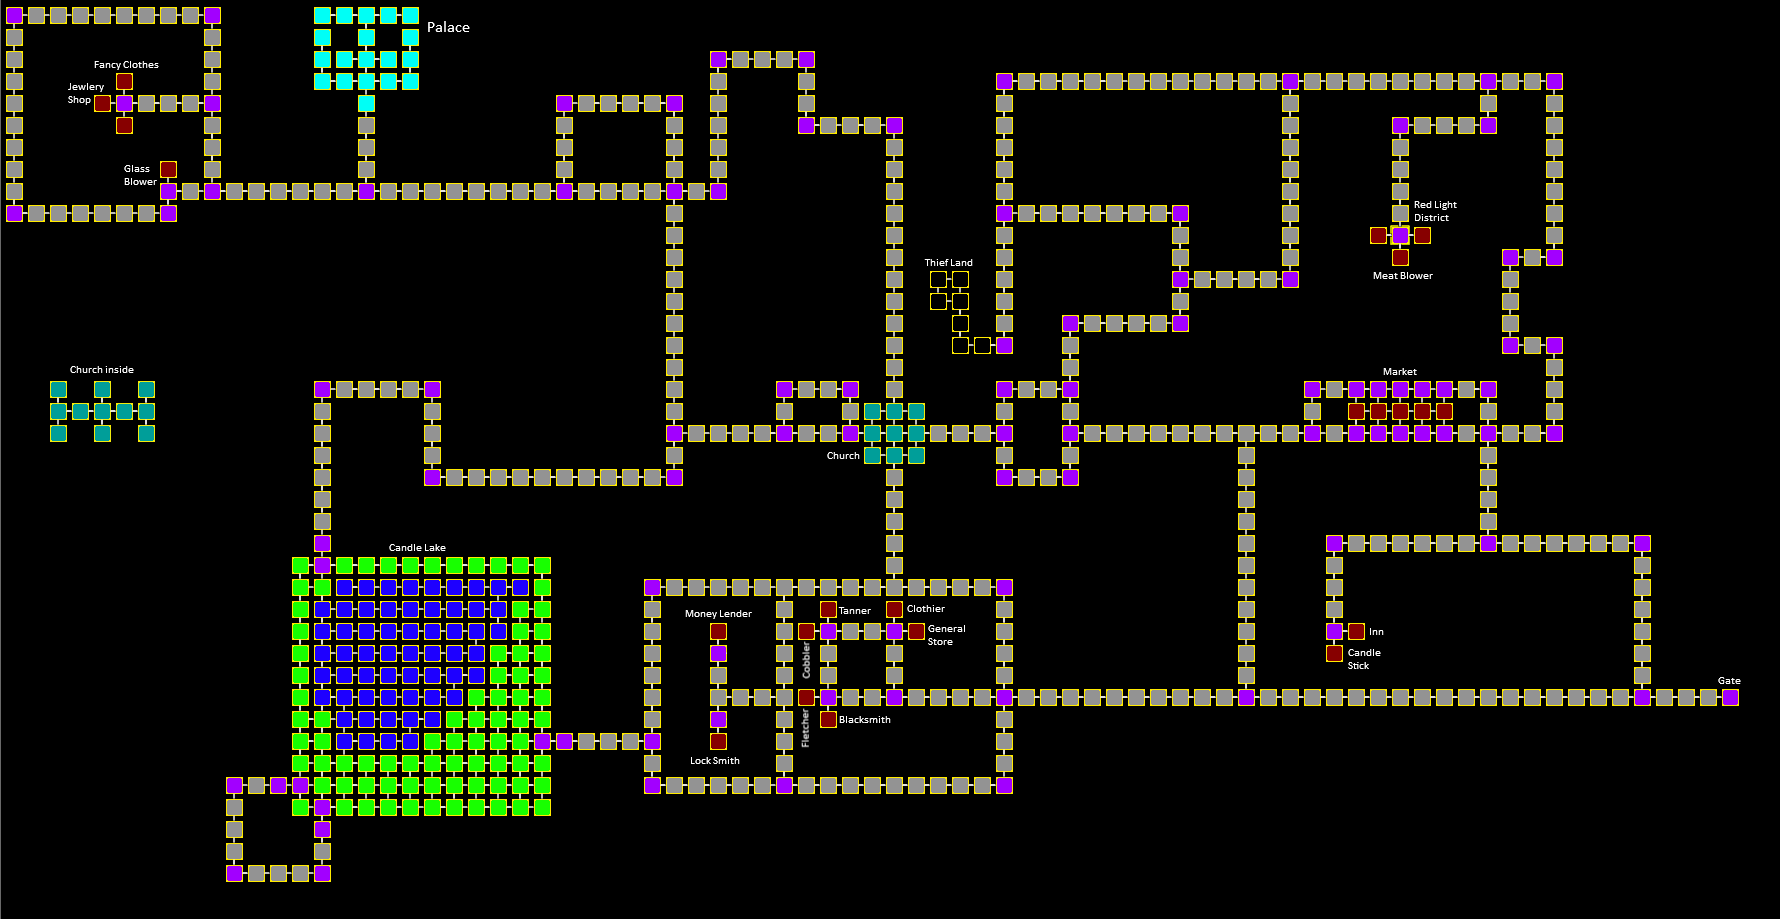 Palace
Fancy Clothes
Jewlery
Shop
Glass
Blower
Red Light
District
Thief Land
Meat Blower
Church inside
Market
Church
Candle Lake
Money Lender
Tanner
Clothier
General
Store
Cobbler
Inn
Candle
Stick
Gate
Fletcher
Blacksmith
Lock Smith